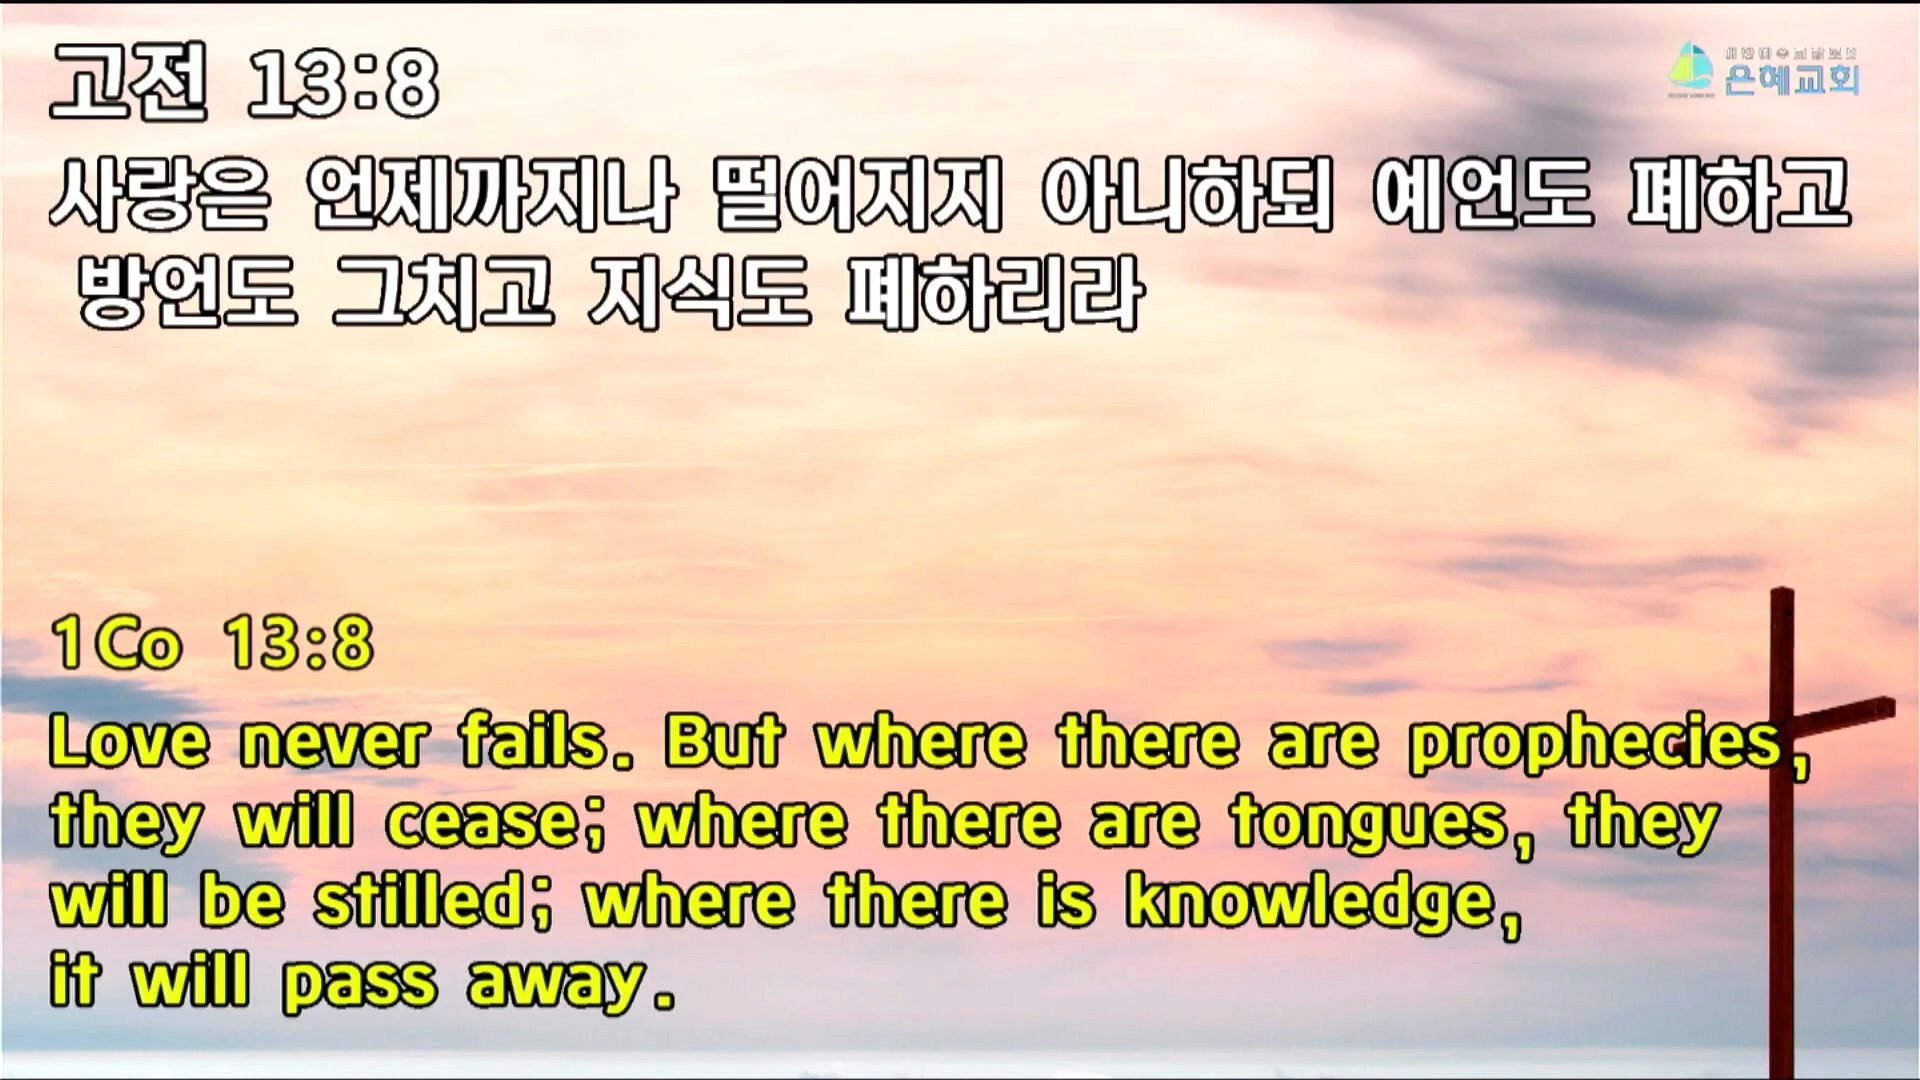 고전 13:8
은혜교회
사랑은 언제까지나 떨어지지 아니하되 예언도 폐하고
방언도 그치고 지식도 폐하리라
1Co 13:8
Love never fails. But where there are prophecies,
they will cease; where there are tongues, they
will be stilled; where there is knowledge,
it will pass away.